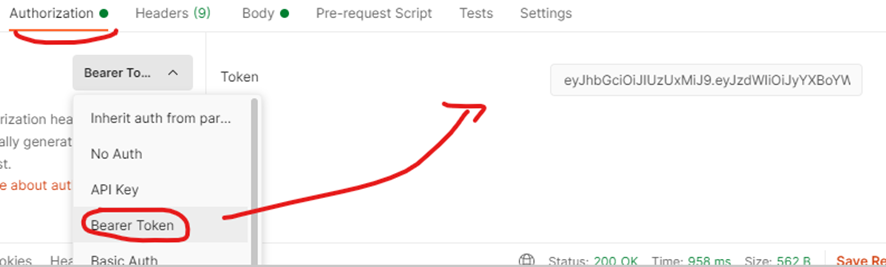 Authorization Headers (9) Body Pre-request Script Tests Settings
Bearer To... Token eyJhbGciOiJIUzUxMiJ9.eyJzdWIiOiJyYXBoYW
Inherit auth from par...
rization hea
ally generat No Auth
st.
e about aut API Key
Bearer Token
Basic Auth
okies Hea Status: 200 OK Time: 958 ms Size: 562 B Save Re